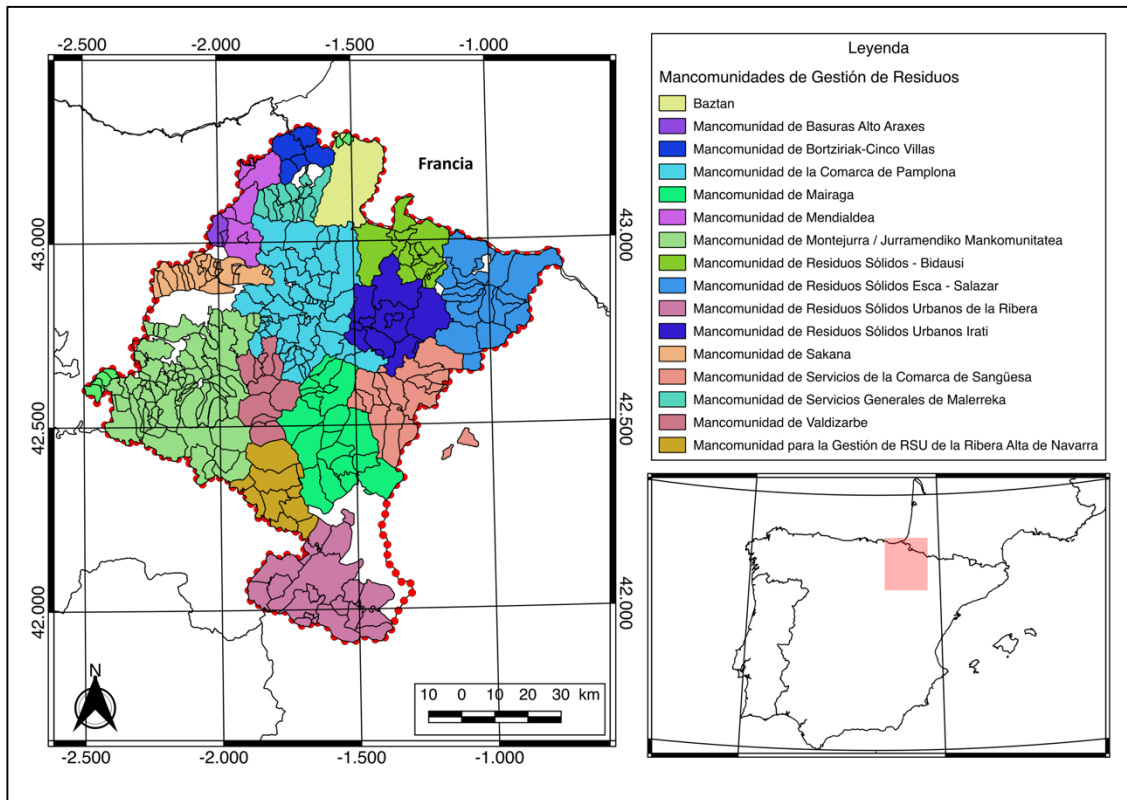 -2.500 -2.000 -1.500 -1.000
43.000
42.500
42.000
43.000
42.500
42.000
Francia
N
10 0 10 20 30 km
-2.500 -2.000 -1.500 -1.000
Leyenda
Mancomunidades de Gestión de Residuos
Baztan
Mancomunidad de Basuras Alto Araxes
Mancomunidad de Bortziriak-Cinco Villas
Mancomunidad de la Comarca de Pamplona
Mancomunidad de Mairaga
Mancomunidad de Mendialdea
Mancomunidad de Montejurra / Jurramendiko Mankomunitatea
Mancomunidad de Residuos Sólidos - Bidausi
Mancomunidad de Residuos Sólidos Esca - Salazar
Mancomunidad de Residuos Sólidos Urbanos de la Ribera
Mancomunidad de Residuos Sólidos Urbanos Irati
Mancomunidad de Sakana
Mancomunidad de Servicios de la Comarca de Sangüesa
Mancomunidad de Servicios Generales de Malerreka
Mancomunidad de Valdizarbe
Mancomunidad para la Gestión de RSU de la Ribera Alta de Navarra